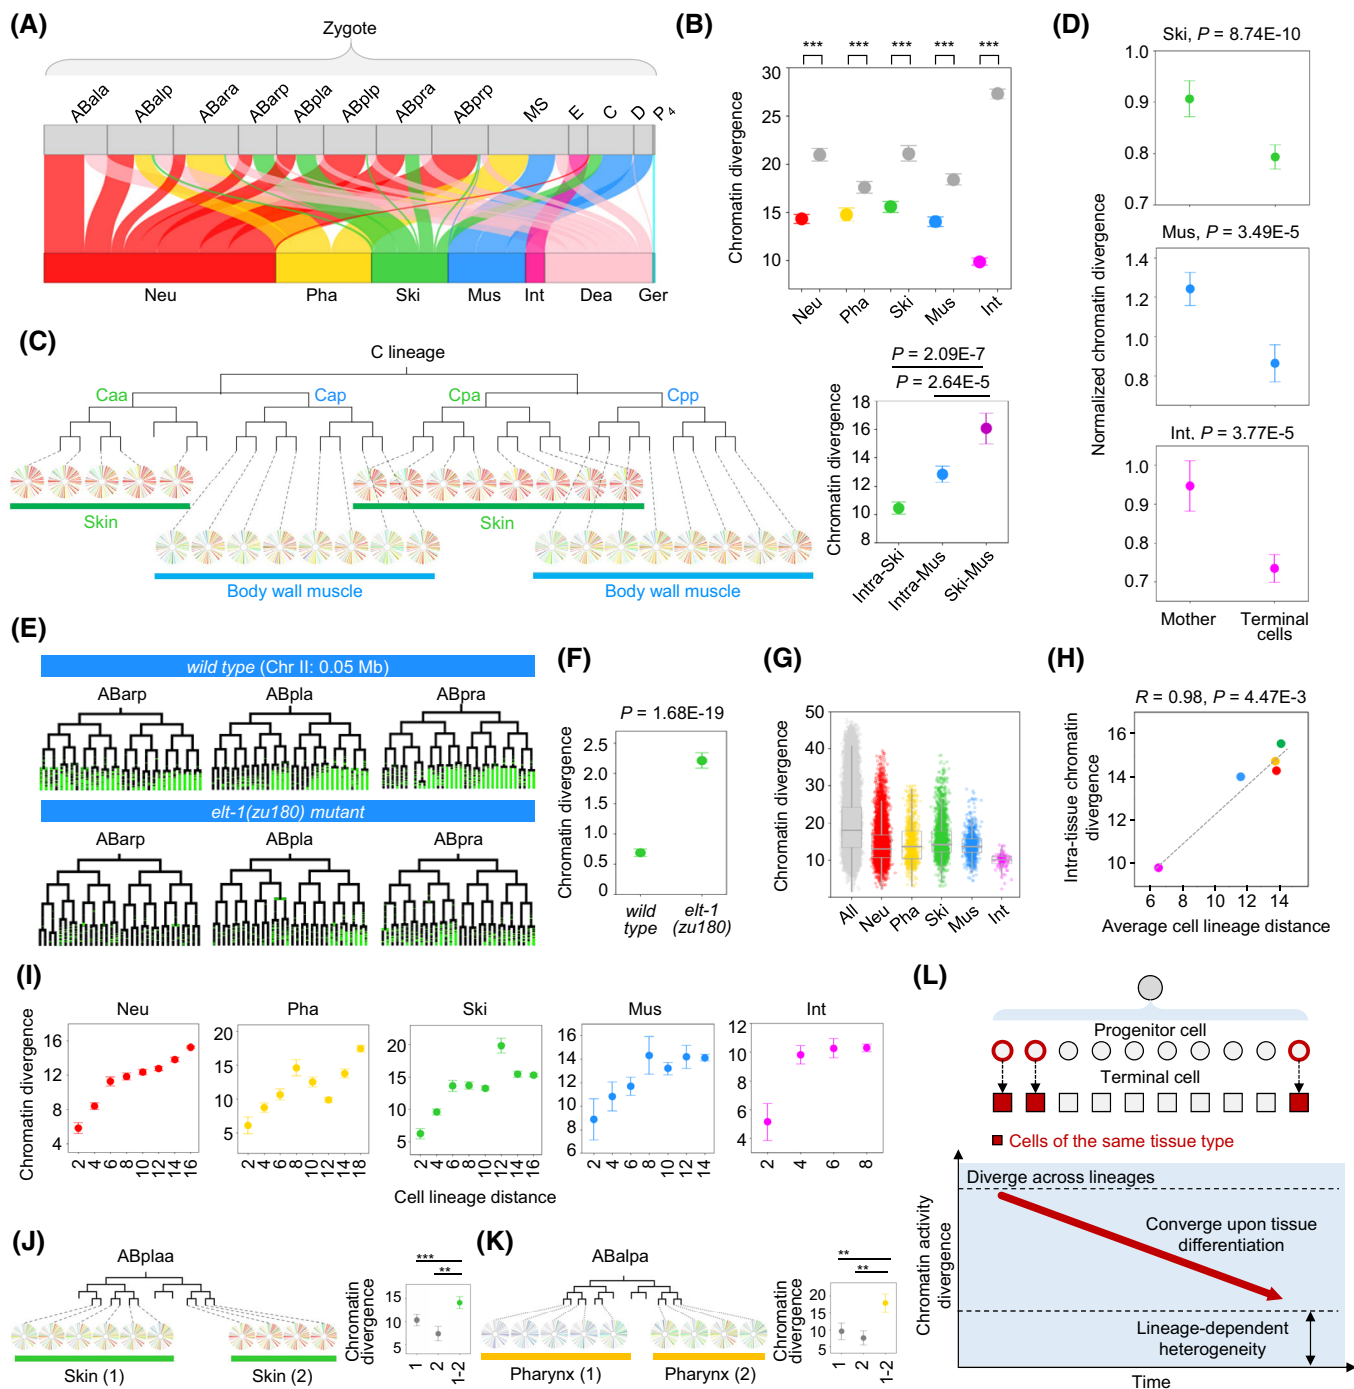 (A)
Zygote
ABala ABalp ABara ABarp ABpla ABplp ABpra ABprp MS E C D P4
Neu Pha Ski Mus Int Dea Ger
(B)
*** *** *** *** ***
Chromatin divergence
30
25
20
15
10
Neu Pha Ski Mus Int
(C)
C lineage
Caa Cap Cpa Cpp
Skin Skin
Body wall muscle Body wall muscle
P = 2.09E-7
P = 2.64E-5
Chromatin divergence
18
16
14
12
10
8
Intra-Ski Intra-Mus Ski-Mus
(D)
Normalized chromatin divergence
Ski, P = 8.74E-10
1.0
0.9
0.8
0.7
Mus, P = 3.49E-5
1.4
1.2
1.0
0.8
Int, P = 3.77E-5
1.0
0.9
0.8
0.7
Mother Terminal
cells
(E)
wild type (Chr II: 0.05 Mb)
ABarp ABpla ABpra
elt-1(zu180) mutant
ABarp ABpla ABpra
(F)
P = 1.68E-19
Chromatin divergence
2.5
2.0
1.5
1.0
0.5
0
wild elt-1
type (zu180)
(G)
Chromatin divergence
50
40
30
20
10
All Neu Pha Ski Mus Int
(H)
R = 0.98, P = 4.47E-3
Intra-tissue chromatin
divergence
16
14
12
10
6 8 10 12 14
Average cell lineage distance
(I)
Chromatin divergence
Neu
16
12
8
4
2 4 6 8 10 12 14 16
Pha
20
15
10
5
2 4 6 8 10 12 14 18
Ski
20
15
10
5
2 4 6 8 10 12 14 16
Mus
16
14
12
10
8
6
2 4 6 8 10 12 14
Int
12
10
8
6
4
2 4 6 8
Cell lineage distance
(J)
ABplaa
Skin (1) Skin (2)
***
**
Chromatin
divergence
15
10
5
1 2 1-2
(K)
ABalpa
Pharynx (1) Pharynx (2)
**
**
Chromatin
divergence
20
15
10
5
1 2 1-2
(L)
Progenitor cell
Terminal cell
Cells of the same tissue type
Chromatin activity
divergence
Diverge across lineages
Converge upon tissue
differentiation
Lineage-dependent
heterogeneity
Time